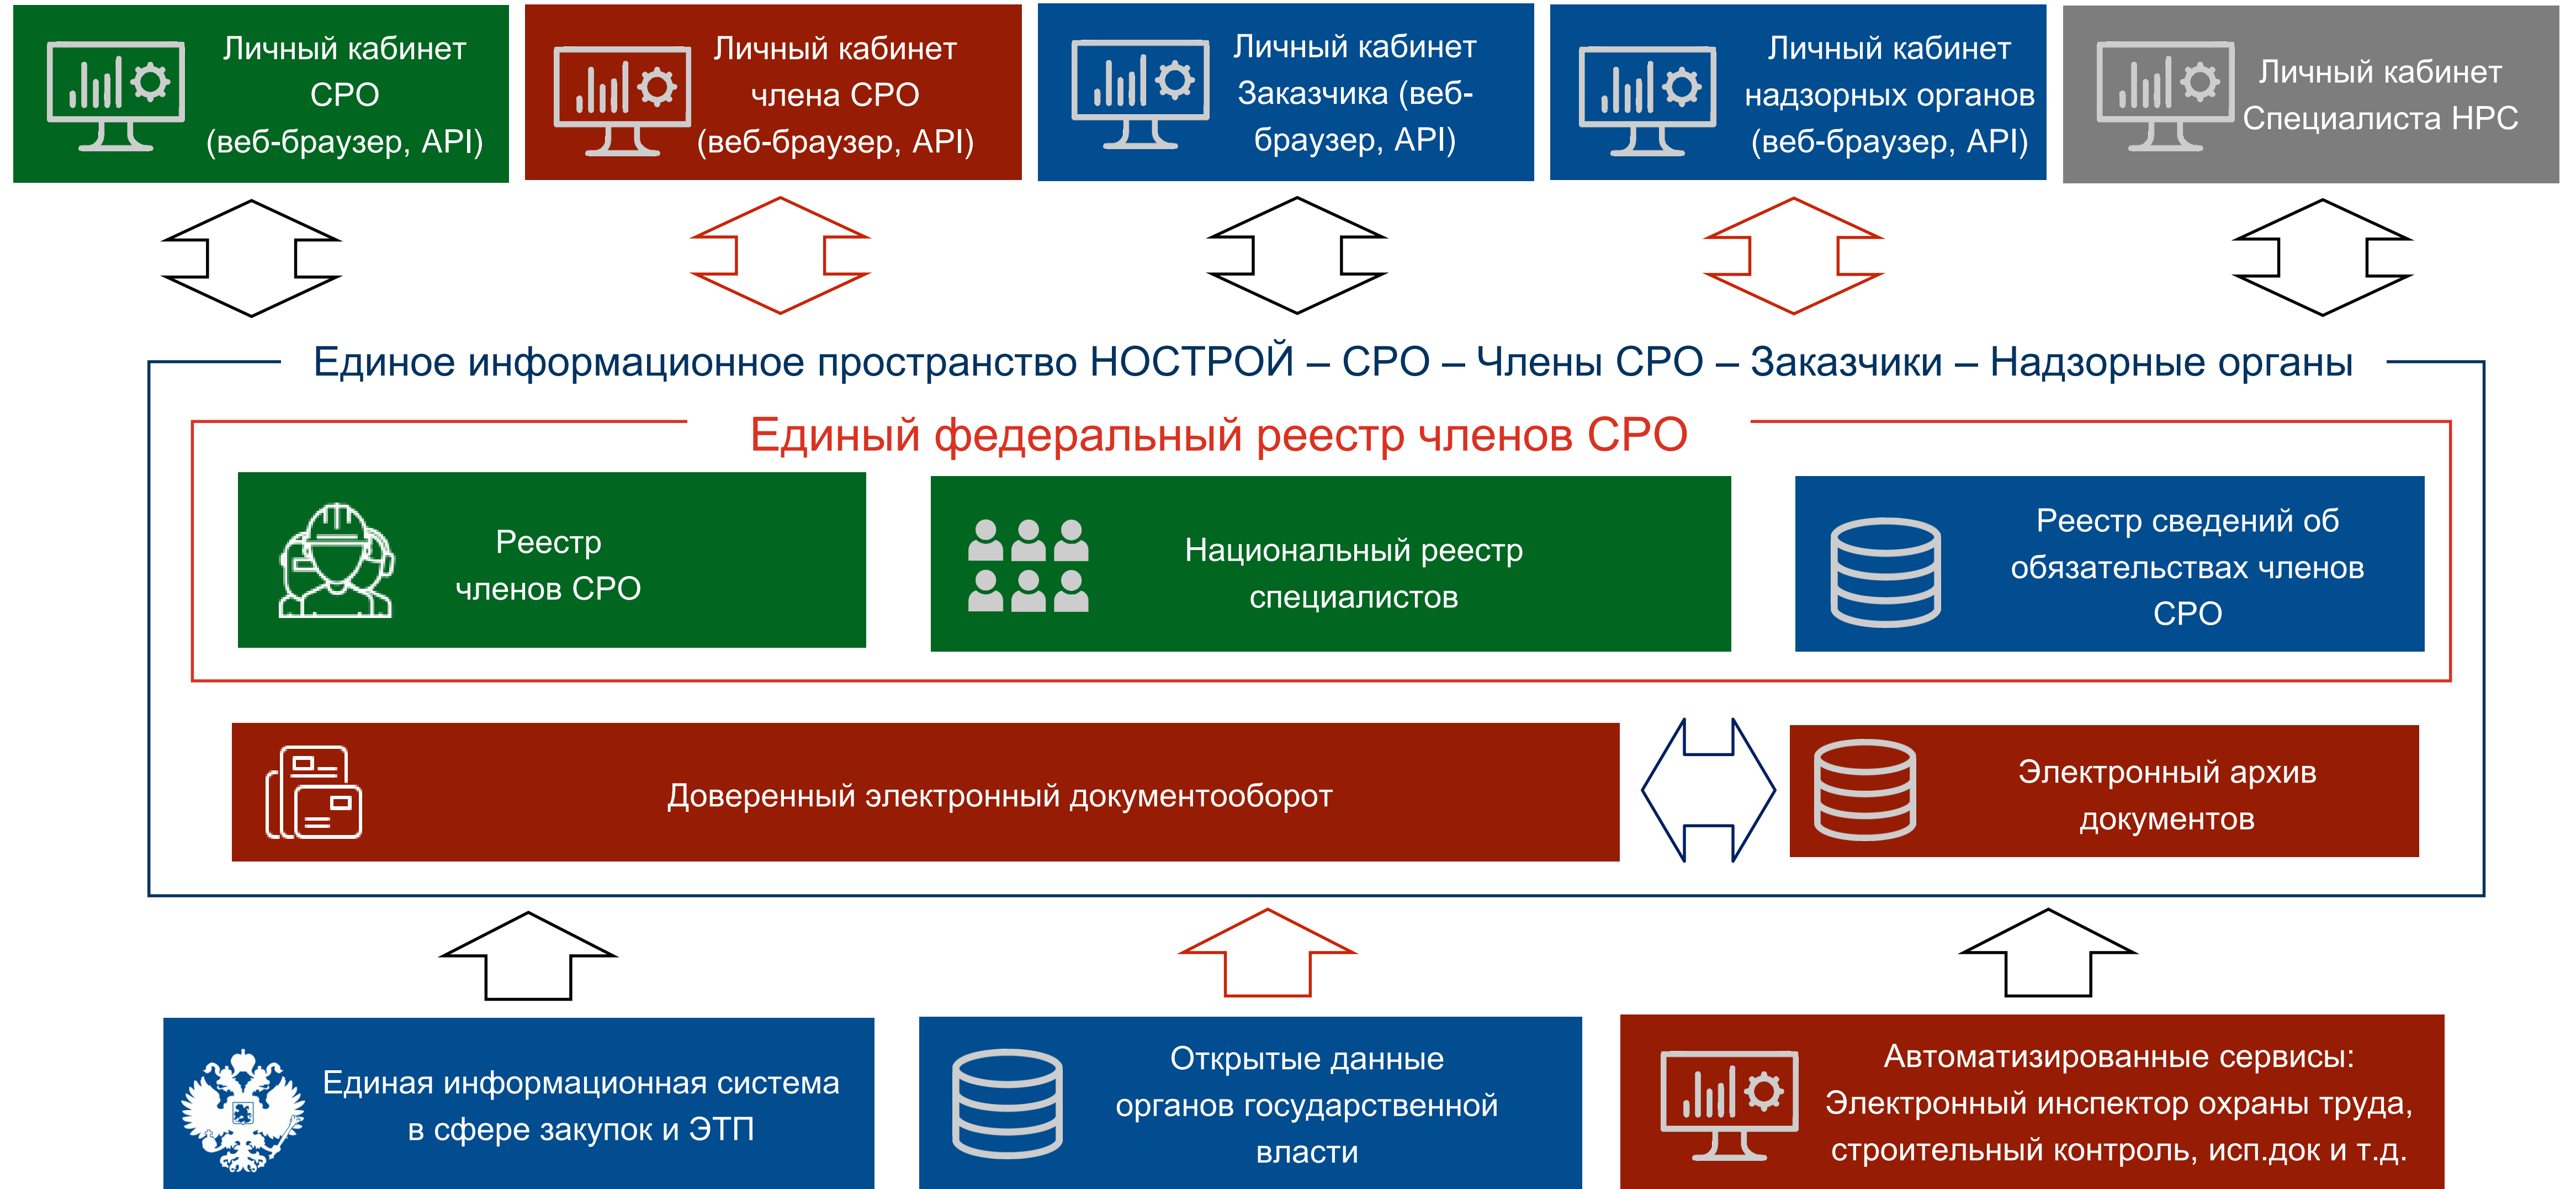 Личный кабинет
СРО
(веб-браузер, API)
Личный кабинет
члена СРО
(веб-браузер, API)
Личный кабинет
Заказчика (веб-
браузер, API)
Личный кабинет
надзорных органов
(веб-браузер, API)
Личный кабинет
Специалиста НРС
Единое информационное пространство НОСТРОЙ – СРО – Члены СРО – Заказчики – Надзорные органы
Единый федеральный реестр членов СРО
Реестр
членов СРО
Национальный реестр
специалистов
Реестр сведений об
обязательствах членов
СРО
Доверенный электронный документооборот
Электронный архив
документов
Единая информационная система
в сфере закупок и ЭТП
Открытые данные
органов государственной
власти
Автоматизированные сервисы:
Электронный инспектор охраны труда,
строительный контроль, исп.док и т.д.